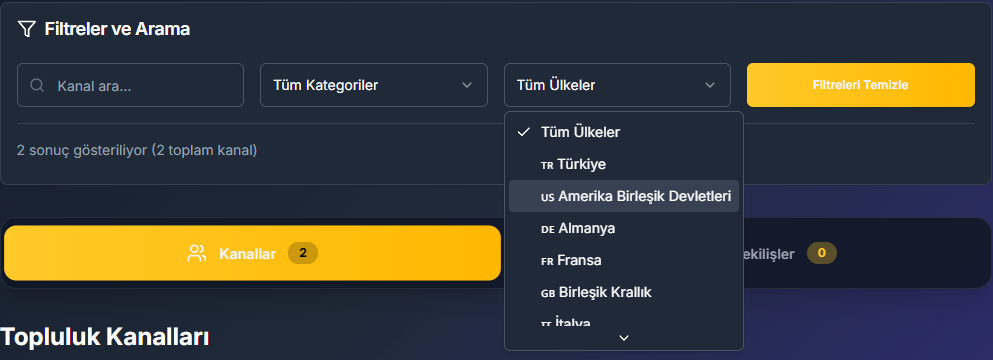 Filtreler ve Arama
Kanal ara...
Tüm Kategoriler
Tüm Ülkeler
Filtreleri Temizle
Tüm Ülkeler
TR Türkiye
2 sonuç gösteriliyor (2 toplam kanal)
US Amerika Birleşik Devletleri
DE Almanya
FR Fransa
GB Birleşik Krallık
IT İtalya
Kanallar 2
ekilişler 0
Topluluk Kanalları